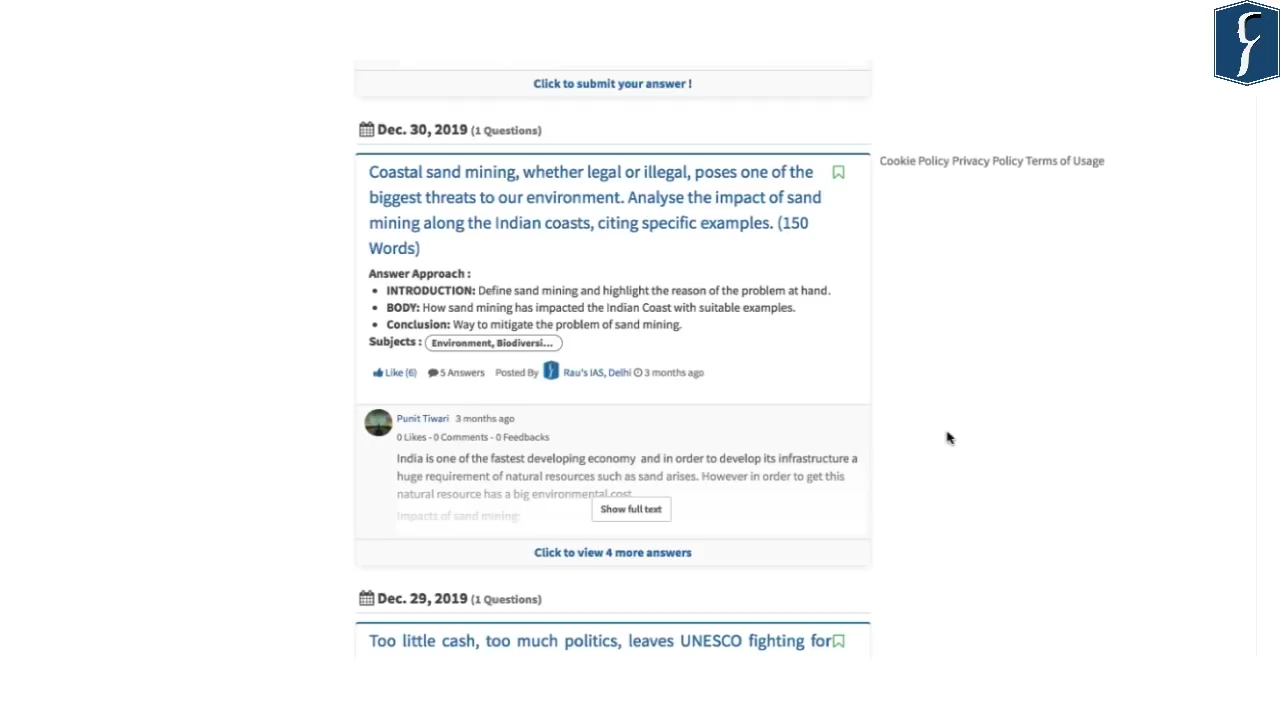 Click to submit your answer !
Dec. 30, 2019 (1 Questions)
Coastal sand mining, whether legal or illegal, poses one of the
biggest threats to our environment. Analyse the impact of sand
mining along the Indian coasts, citing specific examples. (150
Words)
Cookie Policy Privacy Policy Terms of Usage
Answer Approach :
• INTRODUCTION: Define sand mining and highlight the reason of the problem at hand.
• BODY: How sand mining has impacted the Indian Coast with suitable examples.
• Conclusion: Way to mitigate the problem of sand mining.
Subjects : Environment, Biodiversi...
Like (6) 5 Answers Posted By Rau's IAS, Delhi 3 months ago
Punit Tiwari 3 months ago
0 Likes - 0 Comments - 0 Feedbacks
India is one of the fastest developing economy and in order to develop its infrastructure a
huge requirement of natural resources such as sand arises. However in order to get this
natural resource has a big environmental cost
Show full text
Impacts of sand mining:
Click to view 4 more answers
Dec. 29, 2019 (1 Questions)
Too little cash, too much politics, leaves UNESCO fighting for